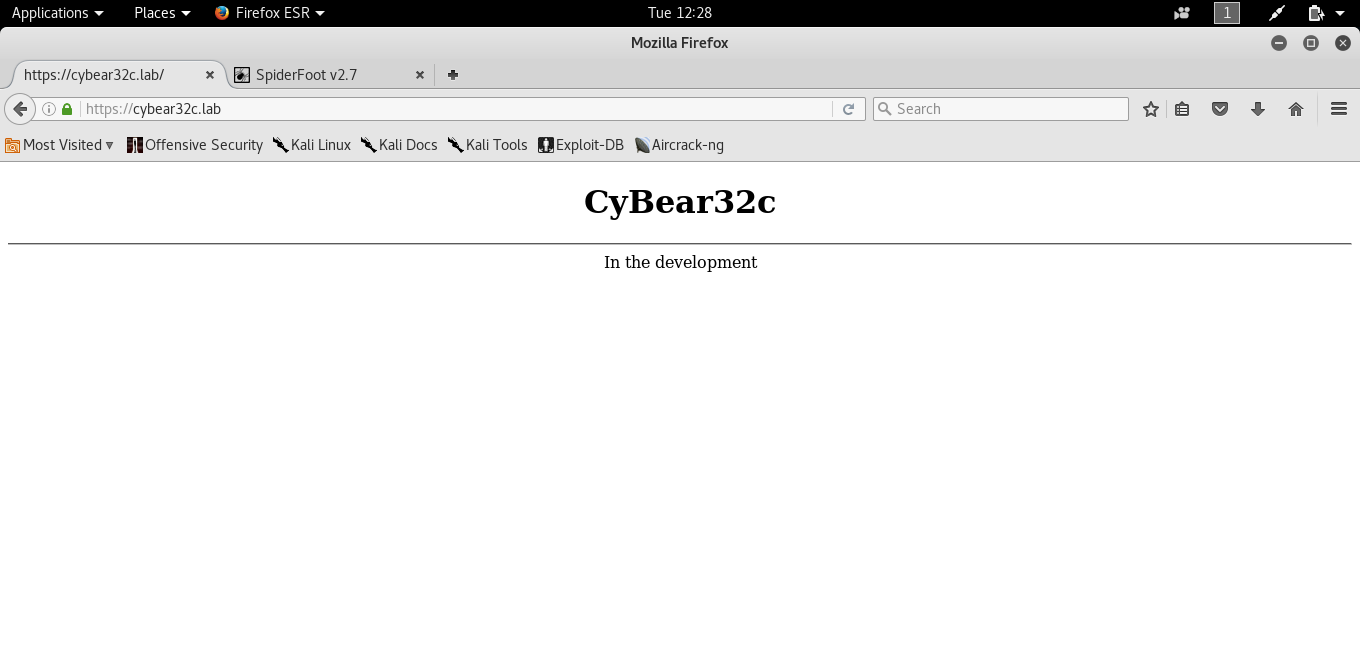 Applications Places Firefox ESR Tue 12:28 1
Mozilla Firefox
https://cybear32c.lab/ SpiderFoot v2.7
https://cybear32c.lab Search
Most Visited Offensive Security Kali Linux Kali Docs Kali Tools Exploit-DB Aircrack-ng
CyBear32c
In the development